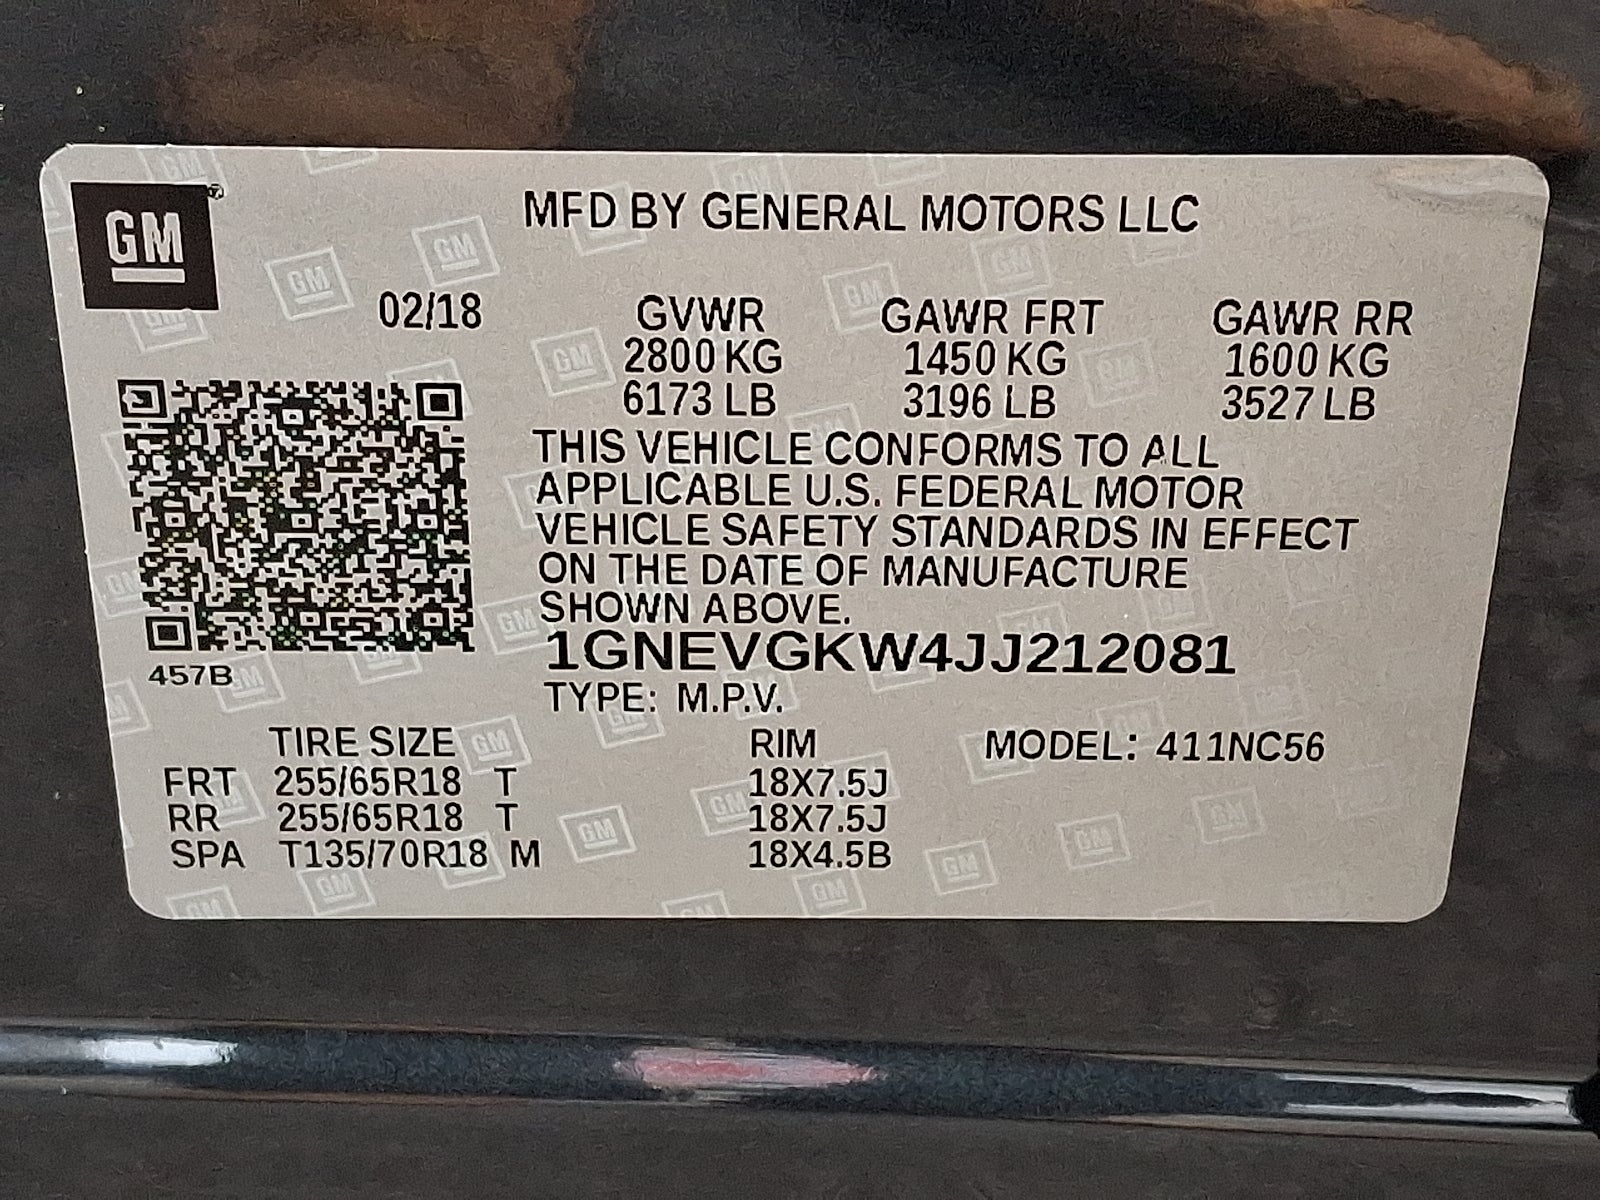 GM
MFD BY GENERAL MOTORS LLC
02/18 GVWR GAWR FRT GAWR RR
2800 KG 1450 KG 1600 KG
6173 LB 3196 LB 3527 LB
THIS VEHICLE CONFORMS TO ALL
APPLICABLE U.S. FEDERAL MOTOR
VEHICLE SAFETY STANDARDS IN EFFECT
ON THE DATE OF MANUFACTURE
SHOWN ABOVE.
1GNEVGKW4JJ212081
457B
TYPE: M.P.V.
TIRE SIZE RIM MODEL: 411NC56
FRT 255/65R18 T 18X7.5J
RR 255/65R18 T 18X7.5J
SPA T135/70R18 M 18X4.5B